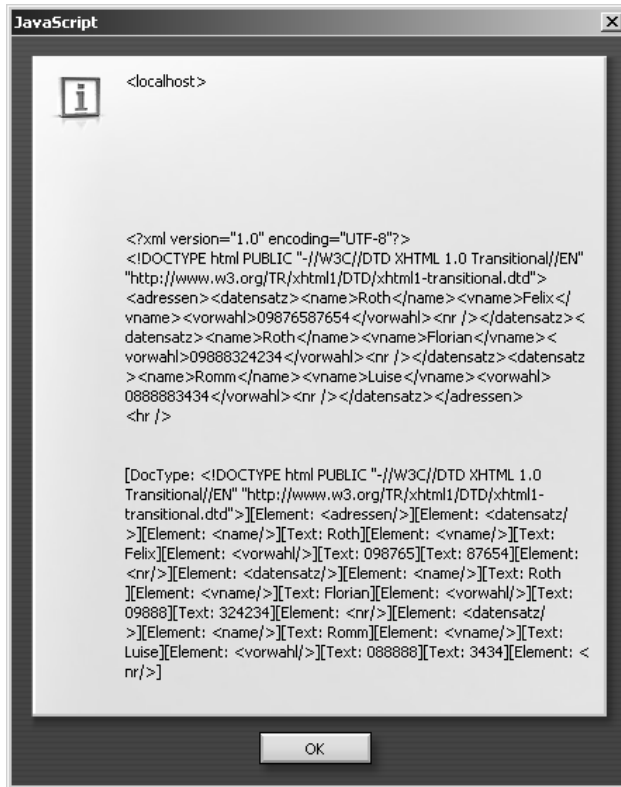 JavaScript
<localhost>
<?xml version="1.0" encoding="UTF-8"?>
<!DOCTYPE html PUBLIC "-//W3C//DTD XHTML 1.0 Transitional//EN"
"http://www.w3.org/TR/xhtml1/DTD/xhtml1-transitional.dtd">
<adressen><datensatz><name>Roth</name><vname>Felix</
vname><vorwahl>09876587654</vorwahl><nr /></datensatz><
datensatz><name>Roth</name><vname>Florian</vname><
vorwahl>09888324234</vorwahl><nr /></datensatz><datensatz
><name>Romm</name><vname>Luise</vname><vorwahl>
0888883434</vorwahl><nr /></datensatz></adressen>
<hr />
[DocType: <!DOCTYPE html PUBLIC "-//W3C//DTD XHTML 1.0
Transitional//EN" "http://www.w3.org/TR/xhtml1/DTD/xhtml1-
transitional.dtd">][Element: <adressen/>][Element: <datensatz/
>][Element: <name/>][Text: Roth][Element: <vname/>][Text:
Felix][Element: <vorwahl/>][Text: 098765][Text: 87654][Element:
<nr/>][Element: <datensatz/>][Element: <name/>][Text: Roth
][Element: <vname/>][Text: Florian][Element: <vorwahl/>][Text:
09888][Text: 324234][Element: <nr/>][Element: <datensatz/
>][Element: <name/>][Text: Romm][Element: <vname/>][Text:
Luise][Element: <vorwahl/>][Text: 088888][Text: 3434][Element: <
nr/>]
OK